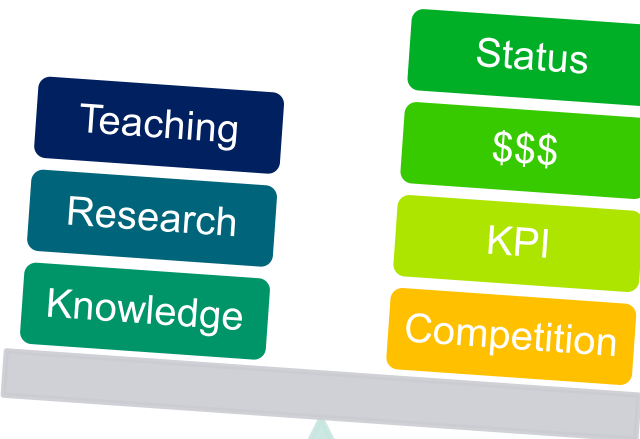 Teaching
Research
Knowledge
Status
$$$
KPI
Competition